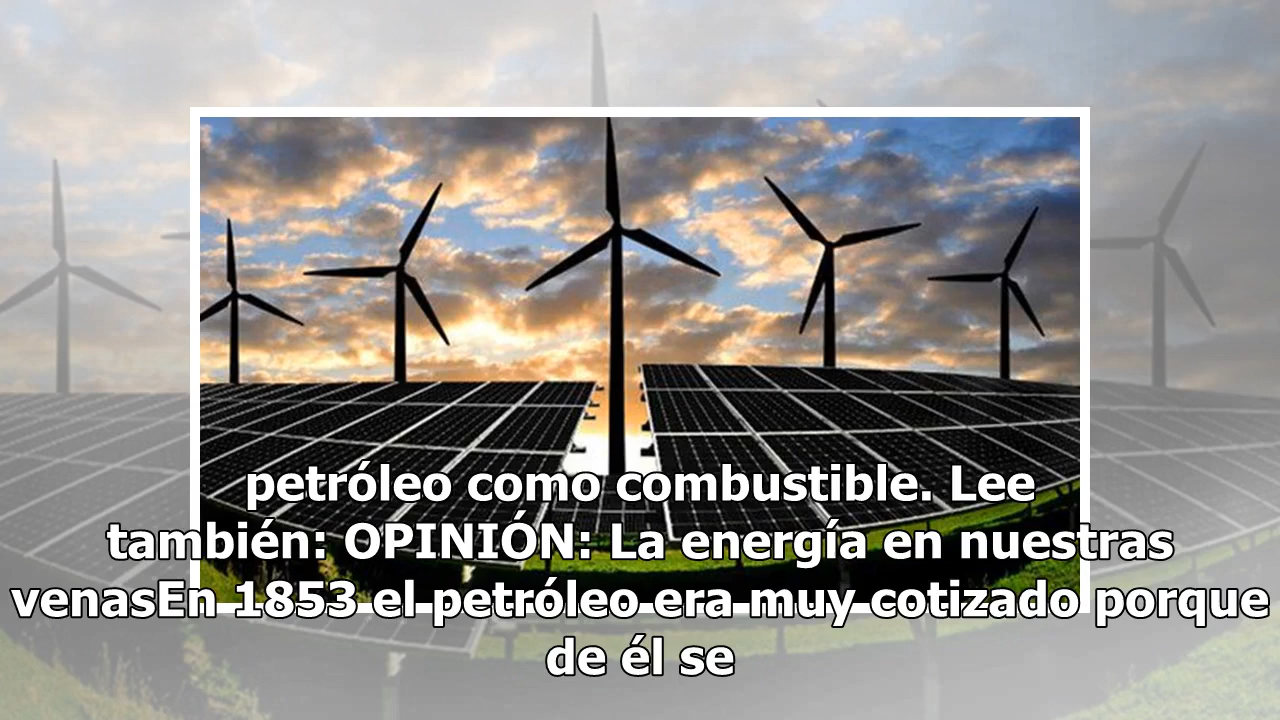 petróleo como combustible. Lee
también: OPINIÓN: La energía en nuestras
venasEn 1853 el petróleo era muy cotizado porque
de él se